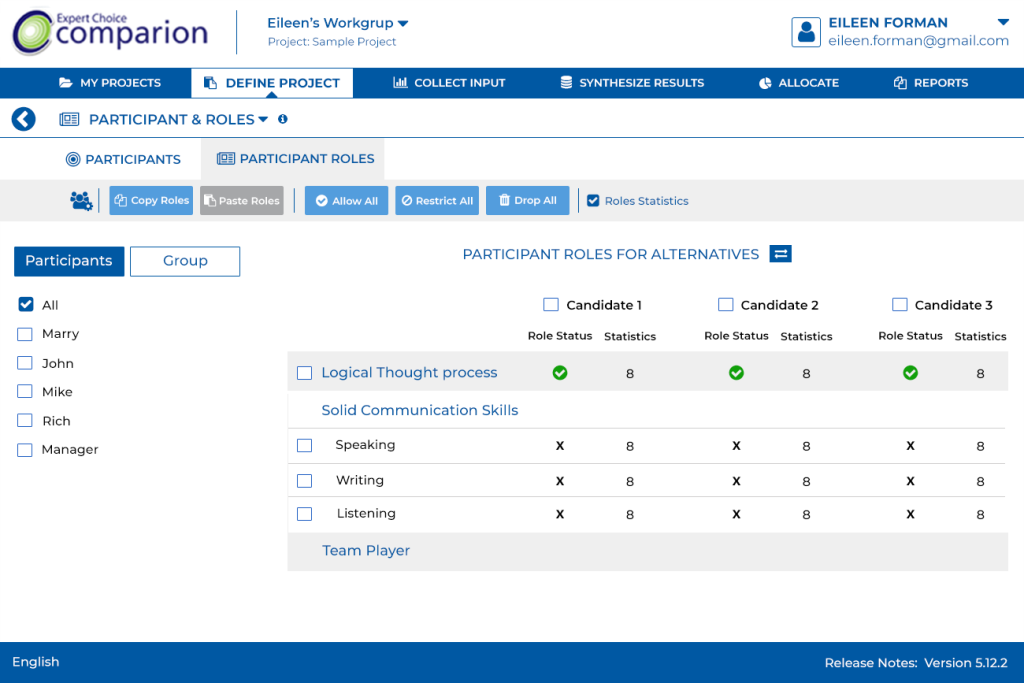 Expert Choice
comparion
Eileen's Workgrup
Project: Sample Project
EILEEN FORMAN
eileen.forman@gmail.com
MY PROJECTS DEFINE PROJECT COLLECT INPUT SYNTHESIZE RESULTS ALLOCATE REPORTS
PARTICIPANT & ROLES
PARTICIPANTS PARTICIPANT ROLES
Copy Roles Paste Roles Allow All Restrict All Drop All Roles Statistics
Participants Group
PARTICIPANT ROLES FOR ALTERNATIVES
All
Marry
John
Mike
Rich
Manager
Candidate 1 Candidate 2 Candidate 3
Role Status Statistics Role Status Statistics Role Status Statistics
Logical Thought process 8 8 8
Solid Communication Skills
Speaking X 8 X 8 X 8
Writing X 8 X 8 X 8
Listening X 8 X 8 X 8
Team Player
English
Release Notes: Version 5.12.2